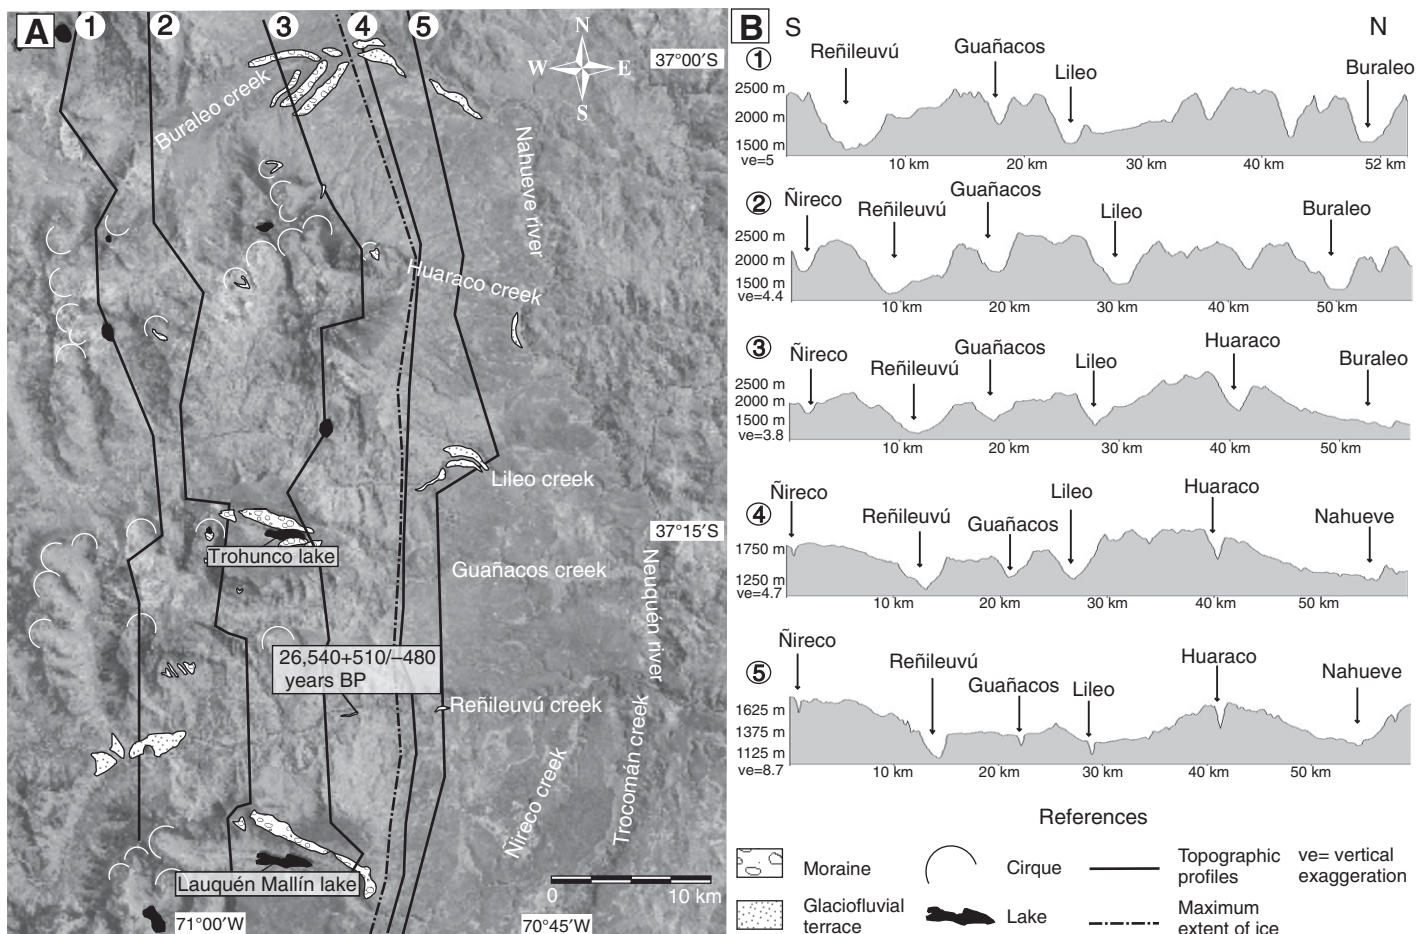 A
1
2
3
4
5
N
W
E
S
37°00'S
Buraleo creek
Nahueve river
Huaraco creek
Lileo creek
37°15'S
Trohunco lake
Guañacos creek
Neuquén river
26,540+510/–480
years BP
Reñileuvú creek
Ñireco creek
Trocomán creek
Lauquén Mallín lake
0
10 km
71°00'W
70°45'W
B
S
N
1
Reñileuvú
Guañacos
Lileo
Buraleo
2500 m
2000 m
1500 m
ve=5
10 km
20 km
30 km
40 km
52 km
2
Ñireco
Reñileuvú
Guañacos
Lileo
Buraleo
2500 m
2000 m
1500 m
ve=4.4
10 km
20 km
30 km
40 km
50 km
3
Ñireco
Reñileuvú
Guañacos
Lileo
Huaraco
Buraleo
2500 m
2000 m
1500 m
ve=3.8
10 km
20 km
30 km
40 km
50 km
4
Ñireco
Reñileuvú
Guañacos
Lileo
Huaraco
Nahueve
1750 m
1250 m
ve=4.7
10 km
20 km
30 km
40 km
50 km
5
Ñireco
Reñileuvú
Guañacos
Lileo
Huaraco
Nahueve
1625 m
1375 m
1125 m
ve=8.7
10 km
20 km
30 km
40 km
50 km
References
Moraine
Cirque
Topographic
profiles
ve= vertical
exaggeration
Glaciofluvial
terrace
Lake
Maximum
extent of ice